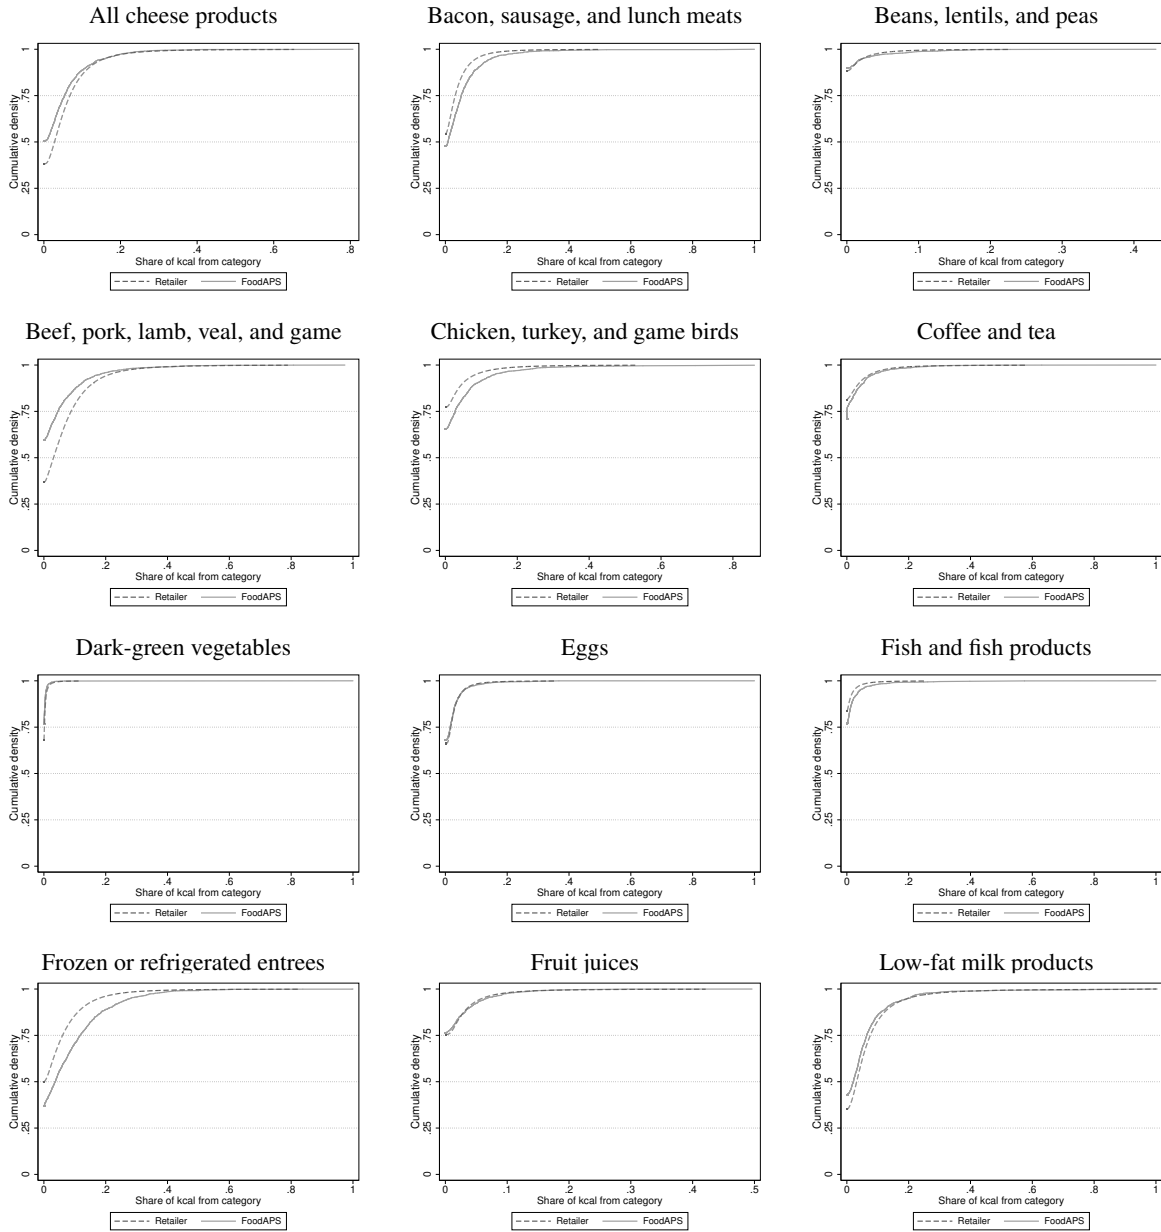 All cheese products
Cumulative density
0 .25 .5 .75 1
0 .2 .4 .6 .8
Share of kcal from category
Retailer FoodAPS
Bacon, sausage, and lunch meats
Cumulative density
0 .25 .5 .75 1
0 .2 .4 .6 .8 1
Share of kcal from category
Retailer FoodAPS
Beans, lentils, and peas
Cumulative density
0 .25 .5 .75 1
0 .1 .2 .3 .4
Share of kcal from category
Retailer FoodAPS
Beef, pork, lamb, veal, and game
Cumulative density
0 .25 .5 .75 1
0 .2 .4 .6 .8 1
Share of kcal from category
Retailer FoodAPS
Chicken, turkey, and game birds
Cumulative density
0 .25 .5 .75 1
0 .2 .4 .6 .8
Share of kcal from category
Retailer FoodAPS
Coffee and tea
Cumulative density
0 .25 .5 .75 1
0 .2 .4 .6 .8 1
Share of kcal from category
Retailer FoodAPS
Dark-green vegetables
Cumulative density
0 .25 .5 .75 1
0 .2 .4 .6 .8 1
Share of kcal from category
Retailer FoodAPS
Eggs
Cumulative density
0 .25 .5 .75 1
0 .2 .4 .6 .8 1
Share of kcal from category
Retailer FoodAPS
Fish and fish products
Cumulative density
0 .25 .5 .75 1
0 .2 .4 .6 .8 1
Share of kcal from category
Retailer FoodAPS
Frozen or refrigerated entrees
Cumulative density
0 .25 .5 .75 1
0 .2 .4 .6 .8 1
Share of kcal from category
Retailer FoodAPS
Fruit juices
Cumulative density
0 .25 .5 .75 1
0 .1 .2 .3 .4 .5
Share of kcal from category
Retailer FoodAPS
Low-fat milk products
Cumulative density
0 .25 .5 .75 1
0 .2 .4 .6 .8 1
Share of kcal from category
Retailer FoodAPS